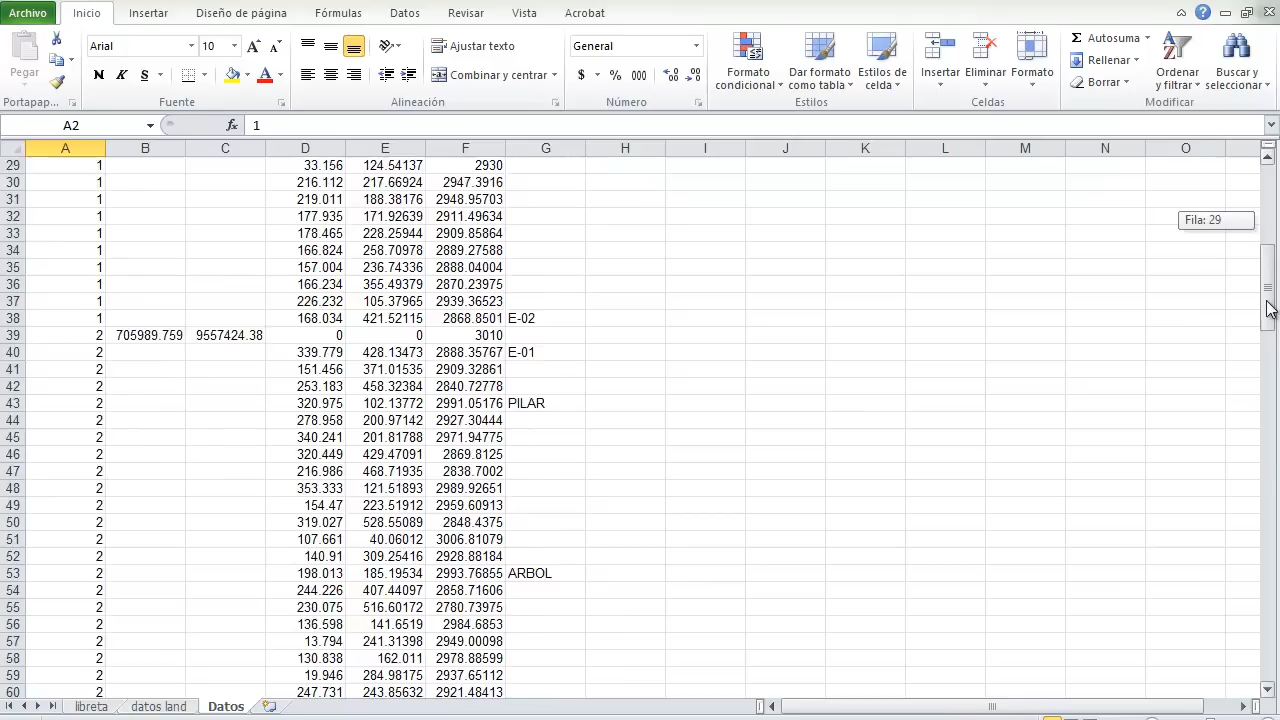 Archivo Inicio Insertar Diseño de página Fórmulas Datos Revisar Vista Acrobat
Pegar
Portapap...
Arial 10
N K S
Fuente
Ajustar texto
Combinar y centrar
Alineación
General
$ % 000
Número
Formato condicional
Dar formato como tabla
Estilos de celda
Estilos
Insertar Eliminar Formato
Celdas
Autosuma
Rellenar
Borrar
Ordenar y filtrar
Buscar y seleccionar
Modificar
A2 fx 1
A B C D E F G H I J K L M N O
29 1 33.156 124.54137 2930
30 1 216.112 217.66924 2947.3916
31 1 219.011 188.38176 2948.95703
32 1 177.935 171.92639 2911.49634
33 1 178.465 228.25944 2909.85864
34 1 166.824 258.70978 2889.27588
35 1 157.004 236.74336 2888.04004
36 1 166.234 355.49379 2870.23975
37 1 226.232 105.37965 2939.36523
38 1 168.034 421.52115 2868.8501 E-02
39 2 705989.759 9557424.38 0 0 3010
40 2 339.779 428.13473 2888.35767 E-01
41 2 151.456 371.01535 2909.32861
42 2 253.183 458.32384 2840.72778
43 2 320.975 102.13772 2991.05176 PILAR
44 2 278.958 200.97142 2927.30444
45 2 340.241 201.81788 2971.94775
46 2 320.449 429.47091 2869.8125
47 2 216.986 468.71935 2838.7002
48 2 353.333 121.51893 2989.92651
49 2 154.47 223.51912 2959.60913
50 2 319.027 528.55089 2848.4375
51 2 107.661 40.06012 3006.81079
52 2 140.91 309.25416 2928.88184
53 2 198.013 185.19534 2993.76855 ARBOL
54 2 244.226 407.44097 2858.71606
55 2 230.075 516.60172 2780.73975
56 2 136.598 141.6519 2984.6853
57 2 13.794 241.31398 2949.00098
58 2 130.838 162.011 2978.88599
59 2 19.946 284.98175 2937.65112
60 2 247.731 243.85632 2921.48413
Fila: 29
libreta datos land Datos